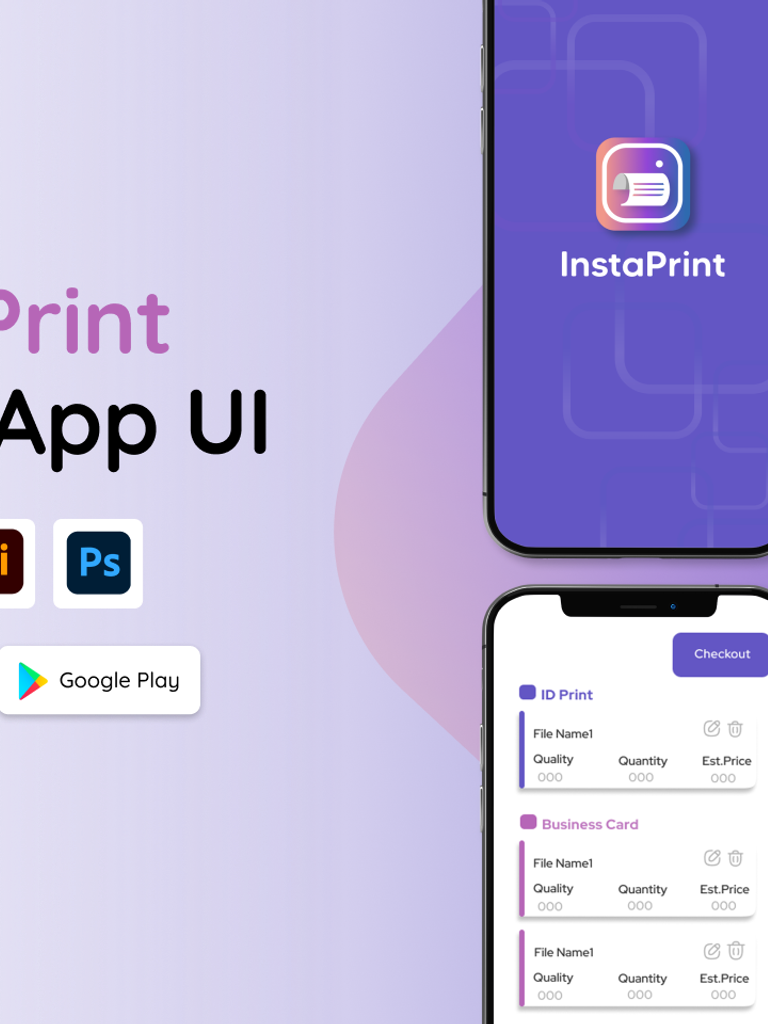 Print
App UI
i
Ps
Google Play
InstaPrint
Checkout
ID Print
File Name1
Quality Quantity Est.Price
000 000 000
Business Card
File Name1
Quality Quantity Est.Price
000 000 000
File Name1
Quality Quantity Est.Price
000 000 000